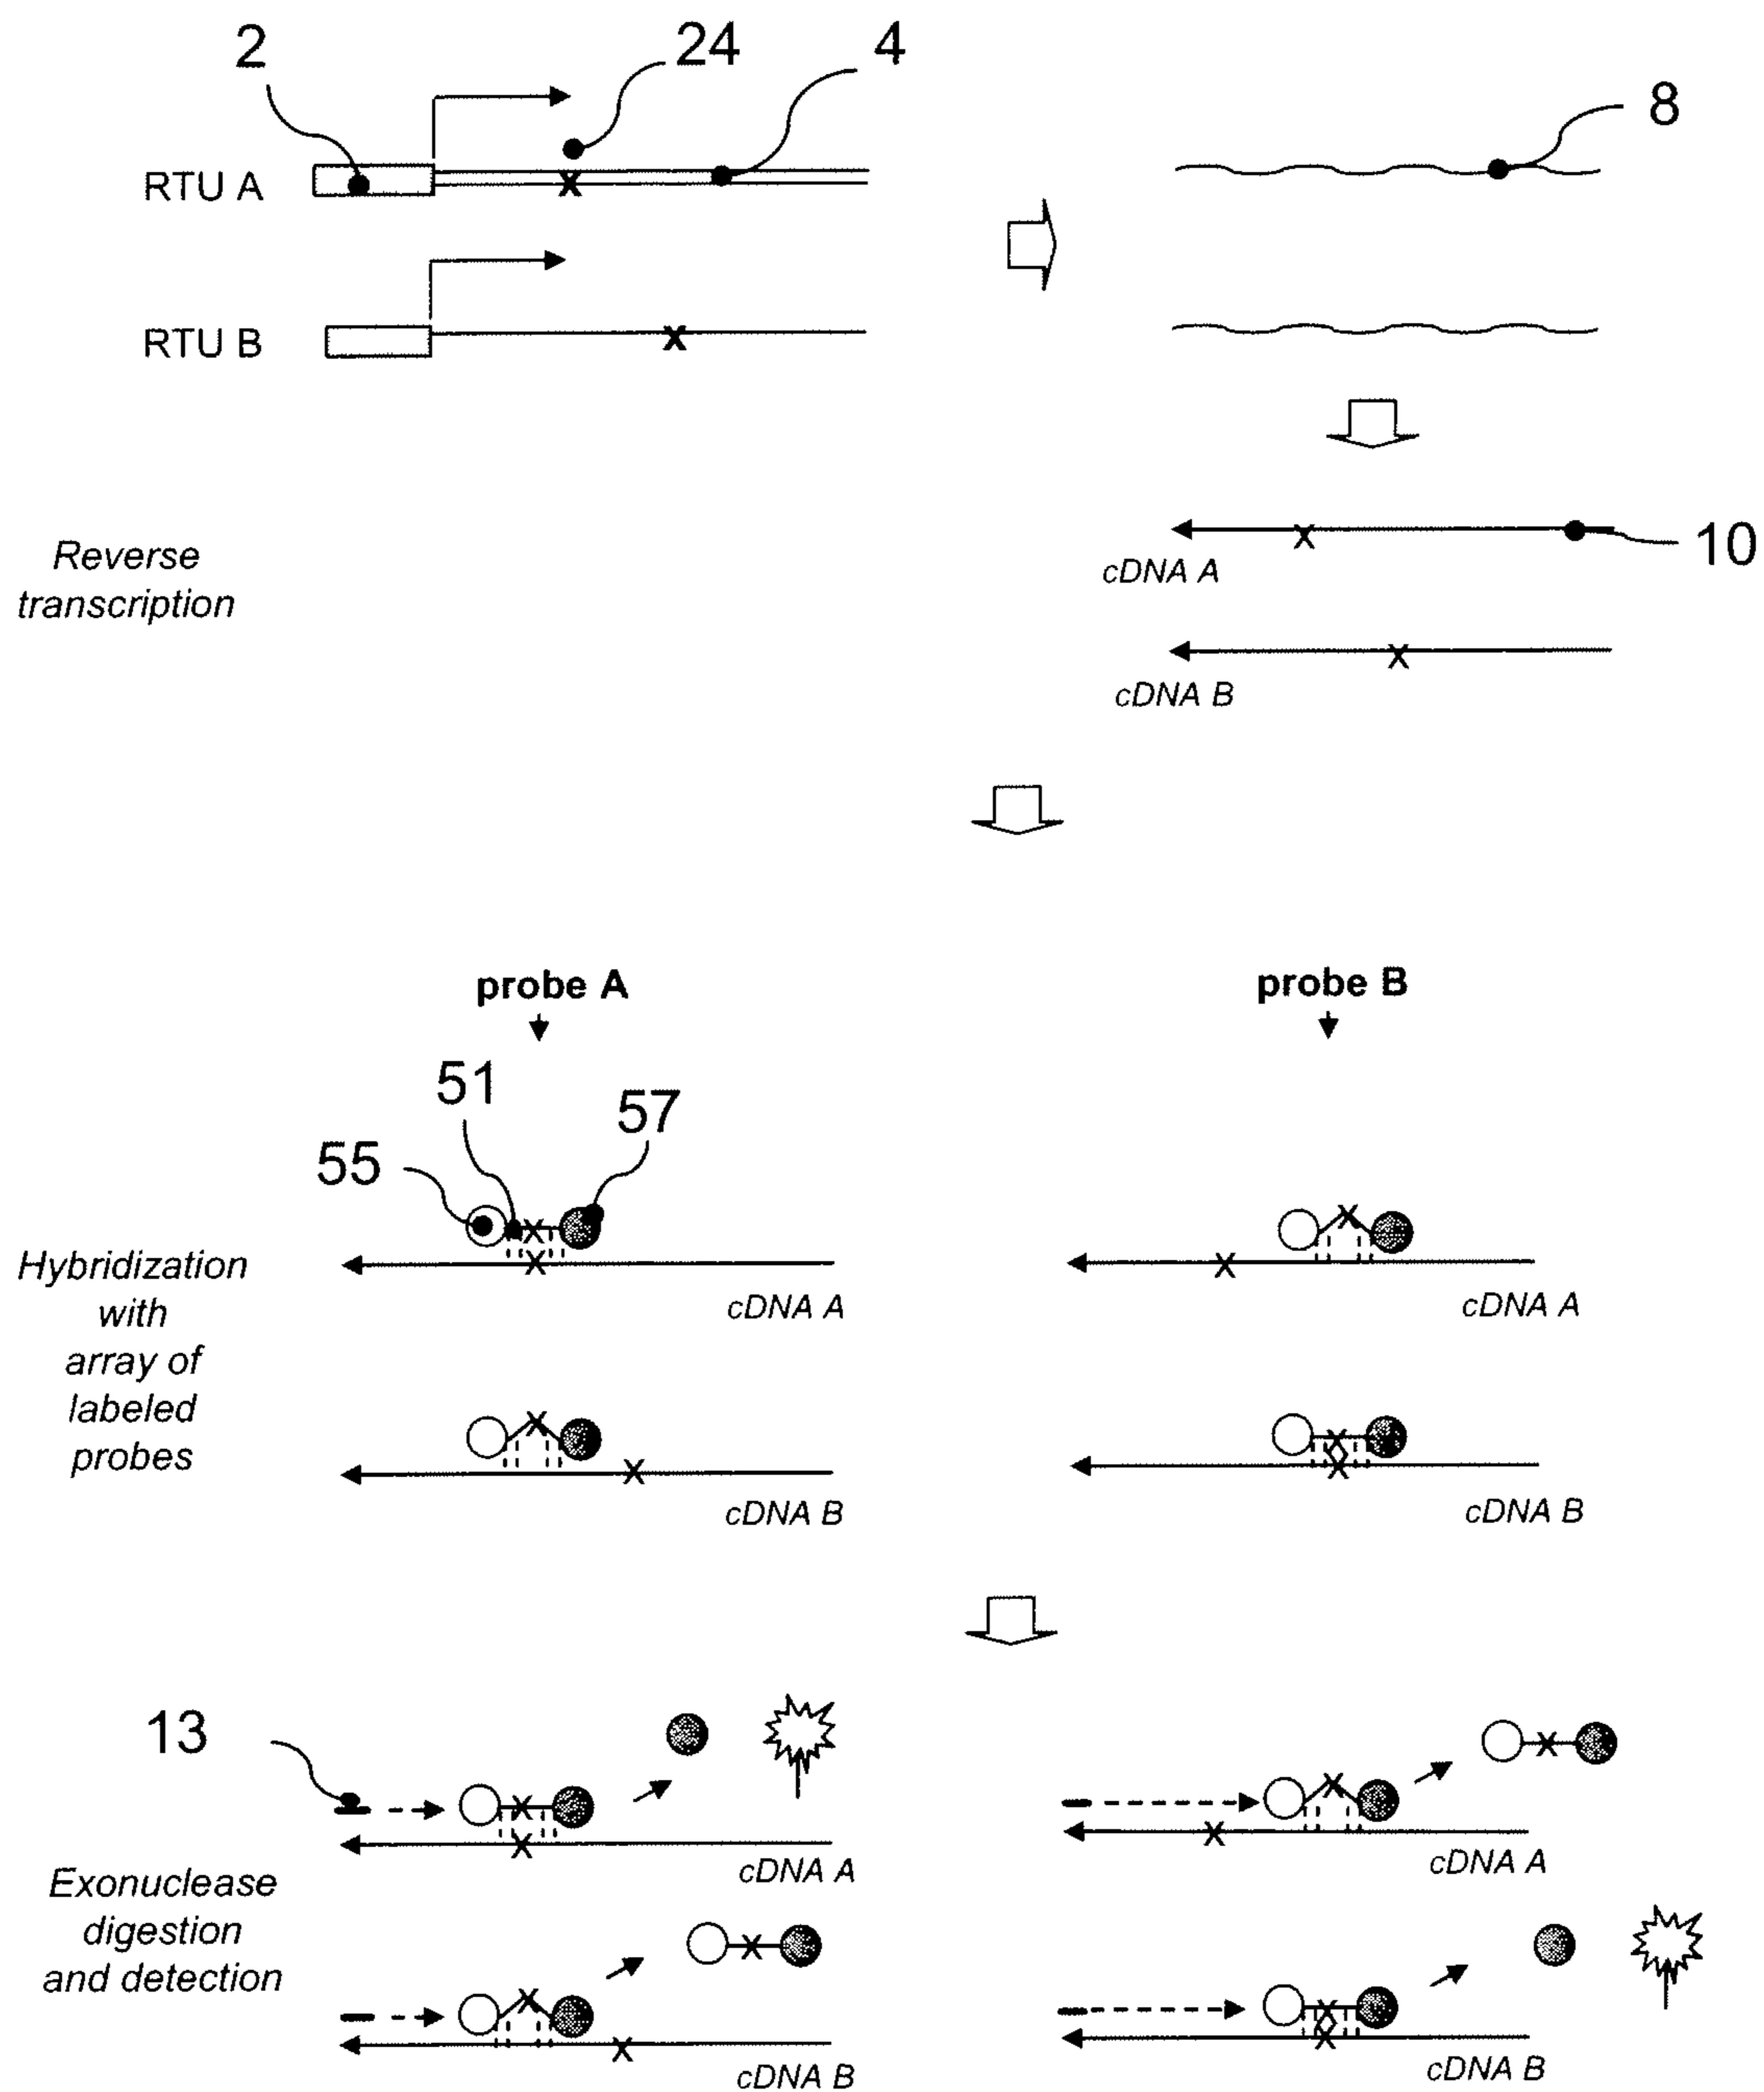 2
24
4
8
RTU A
RTU B
Reverse
transcription
10
cDNA A
cDNA B
probe A
probe B
51
57
55
Hybridization
with
array of
labeled
probes
cDNA A
cDNA A
cDNA B
cDNA B
13
Exonuclease
digestion
and detection
cDNA A
cDNA A
cDNA B
cDNA B